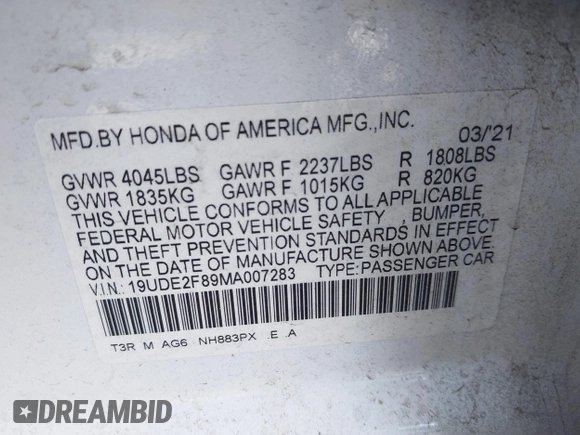 MFD.BY HONDA OF AMERICA MFG.,INC. 03/'21
GVWR 4045LBS GAWR F 2237LBS R 1808LBS
GVWR 1835KG GAWR F 1015KG R 820KG
THIS VEHICLE CONFORMS TO ALL APPLICABLE
FEDERAL MOTOR VEHICLE SAFETY , BUMPER,
AND THEFT PREVENTION STANDARDS IN EFFECT
ON THE DATE OF MANUFACTURE SHOWN ABOVE.
V.I.N.: 19UDE2F89MA007283 TYPE:PASSENGER CAR
T3R M AG6 NH883PX .E .A
DREAMBID